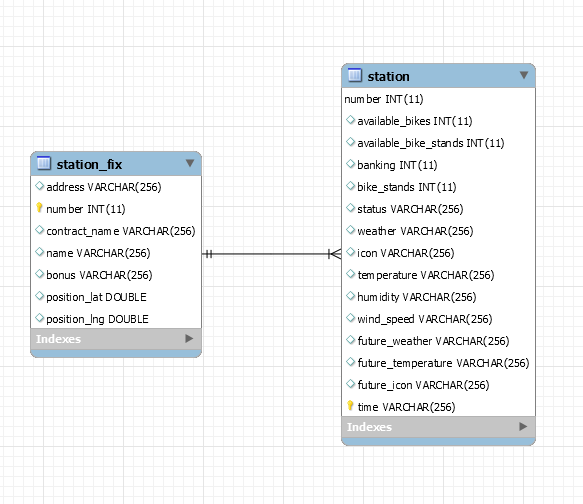 station_fix
address VARCHAR(256)
number INT(11)
contract_name VARCHAR(256)
name VARCHAR(256)
bonus VARCHAR(256)
position_lat DOUBLE
position_lng DOUBLE
Indexes
station
number INT(11)
available_bikes INT(11)
available_bike_stands INT(11)
banking INT(11)
bike_stands INT(11)
status VARCHAR(256)
weather VARCHAR(256)
icon VARCHAR(256)
temperature VARCHAR(256)
humidity VARCHAR(256)
wind_speed VARCHAR(256)
future_weather VARCHAR(256)
future_temperature VARCHAR(256)
future_icon VARCHAR(256)
time VARCHAR(256)
Indexes